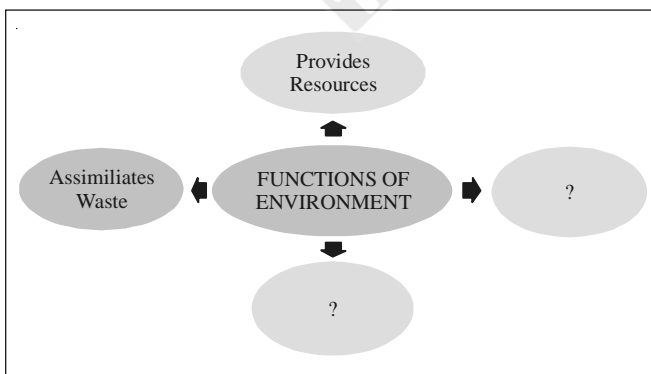 Provides
Resources
Assimiliates
Waste
FUNCTIONS OF
ENVIRONMENT
?
?